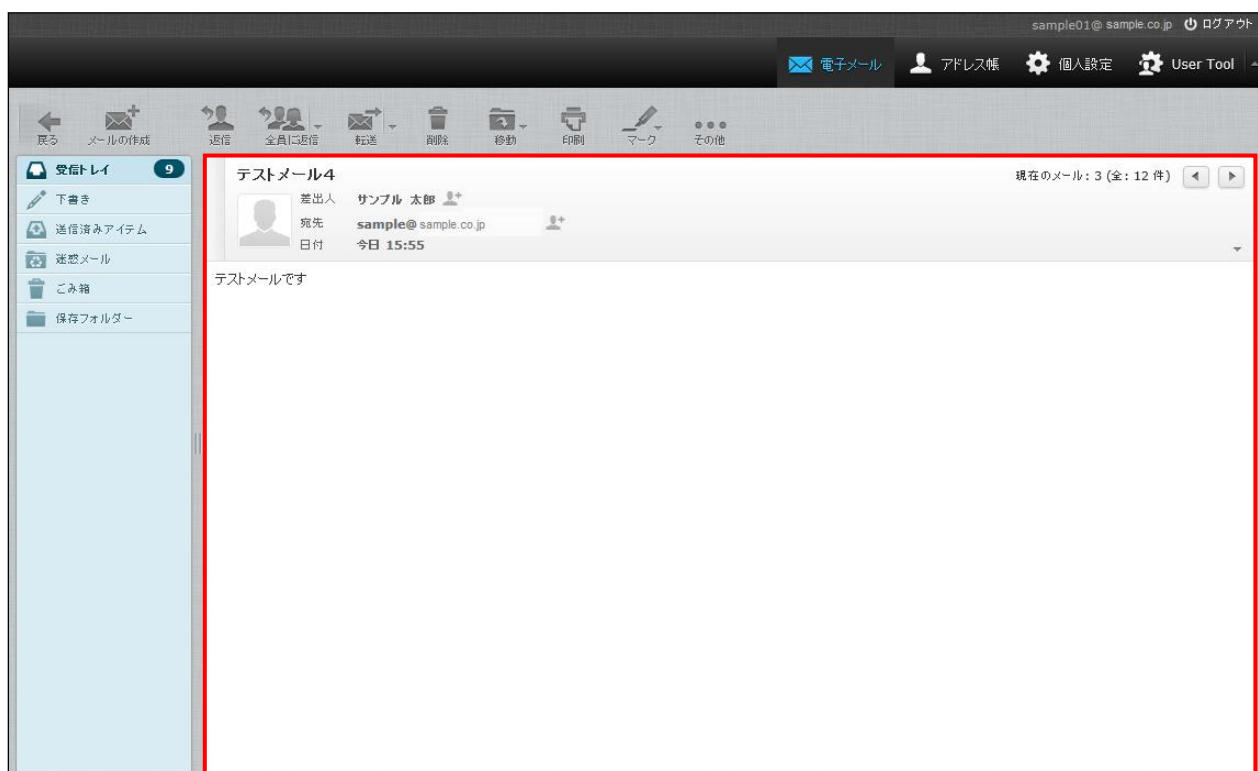 sample01@ sample.co.jp ログアウト
電子メール アドレス帳 個人設定 User Tool
戻る メールの作成 返信 全員に返信 転送 削除 移動 印刷 マーク その他
受信トレイ 9
下書き
送信済みアイテム
迷惑メール
ごみ箱
保存フォルダー
テストメール4 現在のメール: 3 (全: 12 件)
差出人 サンプル 太郎
宛先 sample@ sample.co.jp
日付 今日 15:55
テストメールです